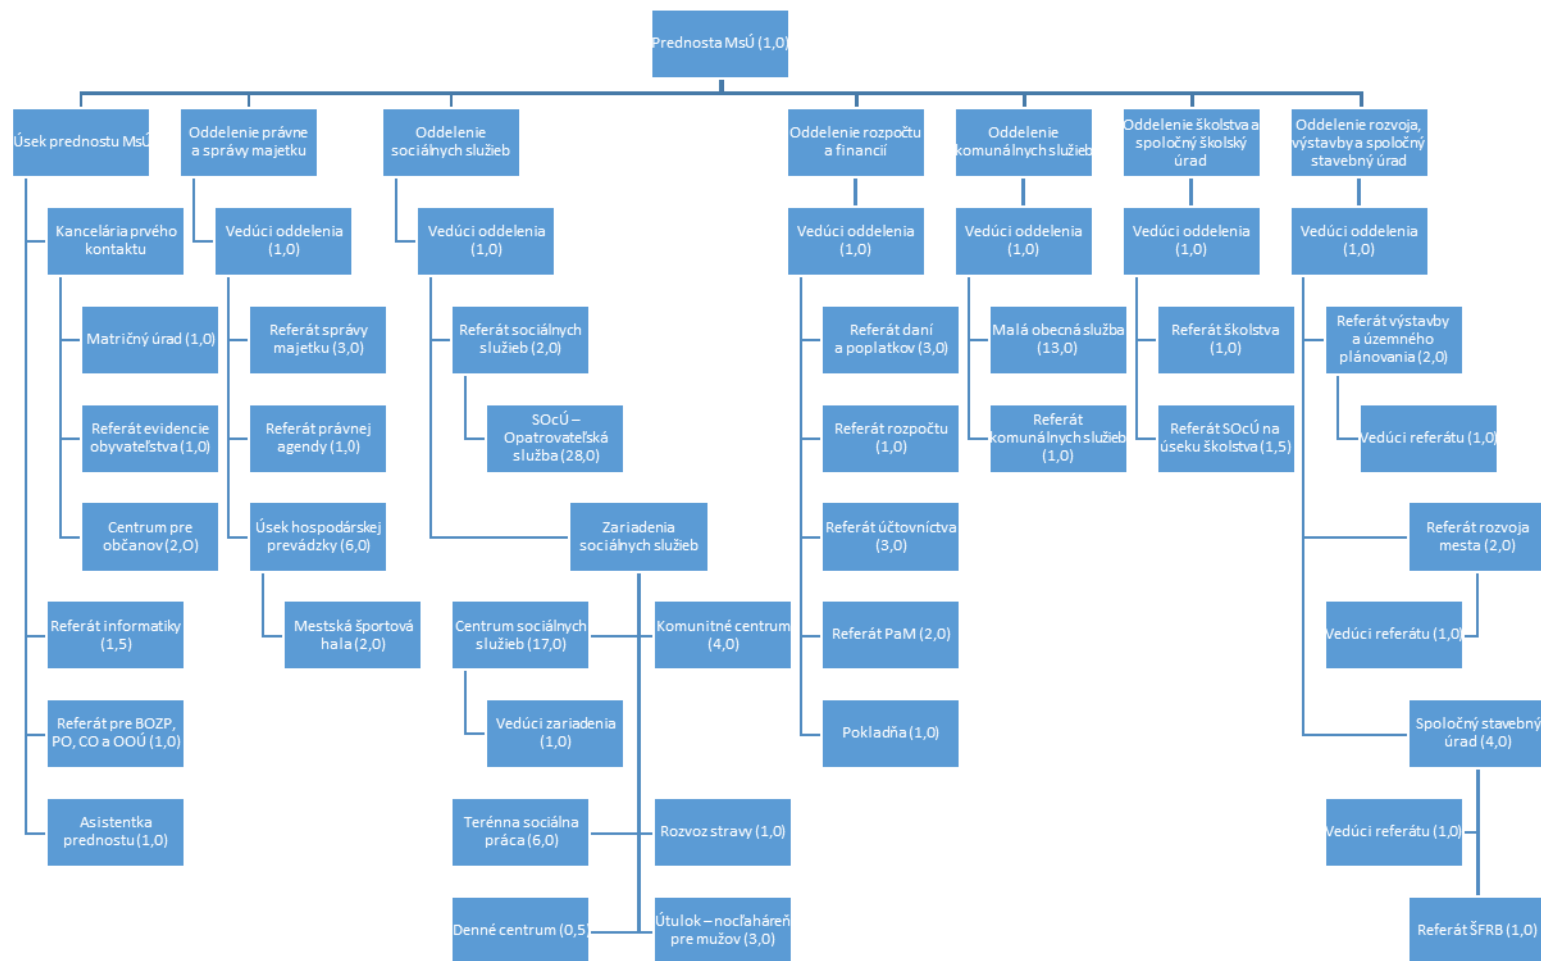 Prednosta MsÚ (1,0)
Úsek prednostu MsÚ
Kancelária prvého
kontaktu
Matričný úrad (1,0)
Referát evidencie
obyvateľstva (1,0)
Centrum pre
občanov (2,O)
Referát informatiky
(1,5)
Referát pre BOZP,
PO, CO a OOÚ (1,0)
Asistentka
prednostu (1,0)
Oddelenie právne
a správy majetku
Vedúci oddelenia
(1,0)
Referát správy
majetku (3,0)
Referát právnej
agendy (1,0)
Úsek hospodárskej
prevádzky (6,0)
Mestská športová
hala (2,0)
Oddelenie
sociálnych služieb
Vedúci oddelenia
(1,0)
Referát sociálnych
služieb (2,0)
SOcÚ –
Opatrovateľská
služba (28,0)
Zariadenia
sociálnych služieb
Centrum sociálnych
služieb (17,0)
Vedúci zariadenia
(1,0)
Komunitné centrum
(4,0)
Terénna sociálna
práca (6,0)
Rozvoz stravy (1,0)
Denné centrum (0,5)
Útulok – nocľaháreň
pre mužov (3,0)
Oddelenie rozpočtu
a financií
Vedúci oddelenia
(1,0)
Referát daní
a poplatkov (3,0)
Referát rozpočtu
(1,0)
Referát účtovníctva
(3,0)
Referát PaM (2,0)
Pokladňa (1,0)
Oddelenie
komunálnych služieb
Vedúci oddelenia
(1,0)
Malá obecná služba
(13,0)
Referát
komunálnych služieb
(1,0)
Oddelenie školstva a
spoločný školský
úrad
Vedúci oddelenia
(1,0)
Referát školstva
(1,0)
Referát SOcÚ na
úseku školstva (1,5)
Oddelenie rozvoja,
výstavby a spoločný
stavebný úrad
Vedúci oddelenia
(1,0)
Referát výstavby
a územného
plánovania (2,0)
Vedúci referátu (1,0)
Referát rozvoja
mesta (2,0)
Vedúci referátu (1,0)
Spoločný stavebný
úrad (4,0)
Vedúci referátu (1,0)
Referát ŠFRB (1,0)